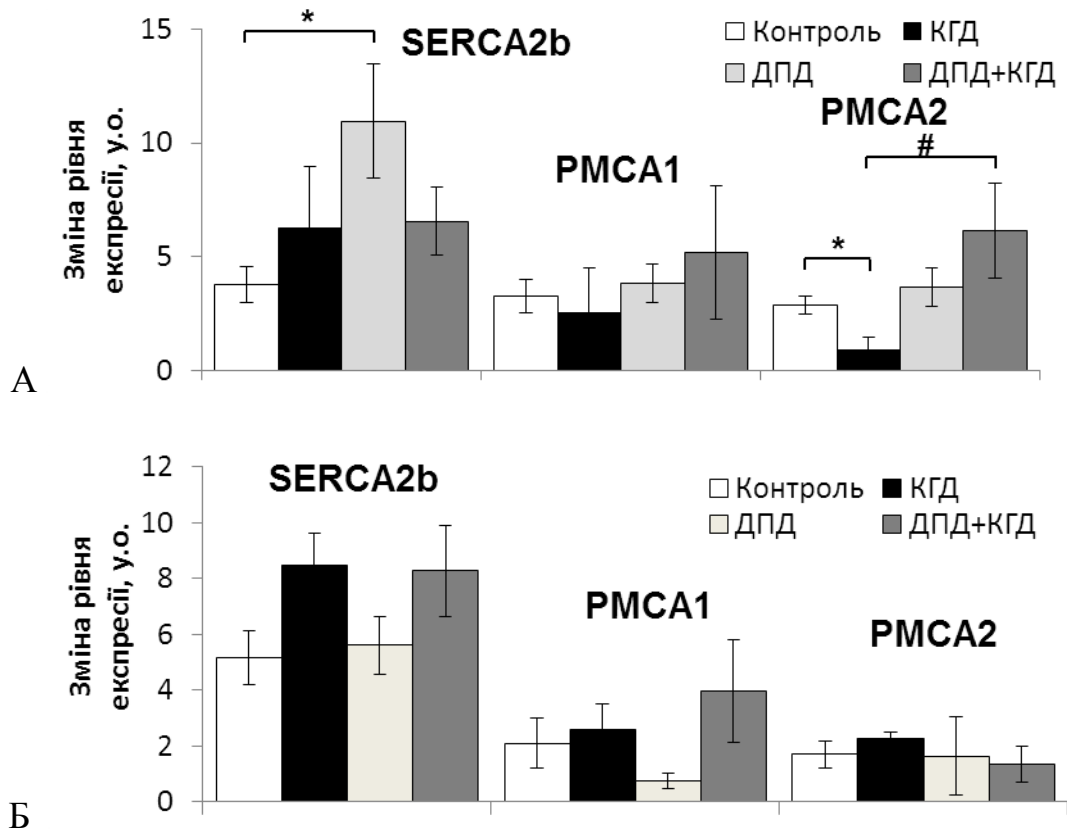 15
10
5
0
Зміна рівня
експресії, у.о.
*
SERCA2b
Контроль КГД
ДПД ДПД+КГД
PMCA1
PMCA2
#
*
А
12
10
8
6
4
2
0
Зміна рівня
експресії, у.о.
SERCA2b
Контроль КГД
ДПД ДПД+КГД
PMCA1
PMCA2
Б